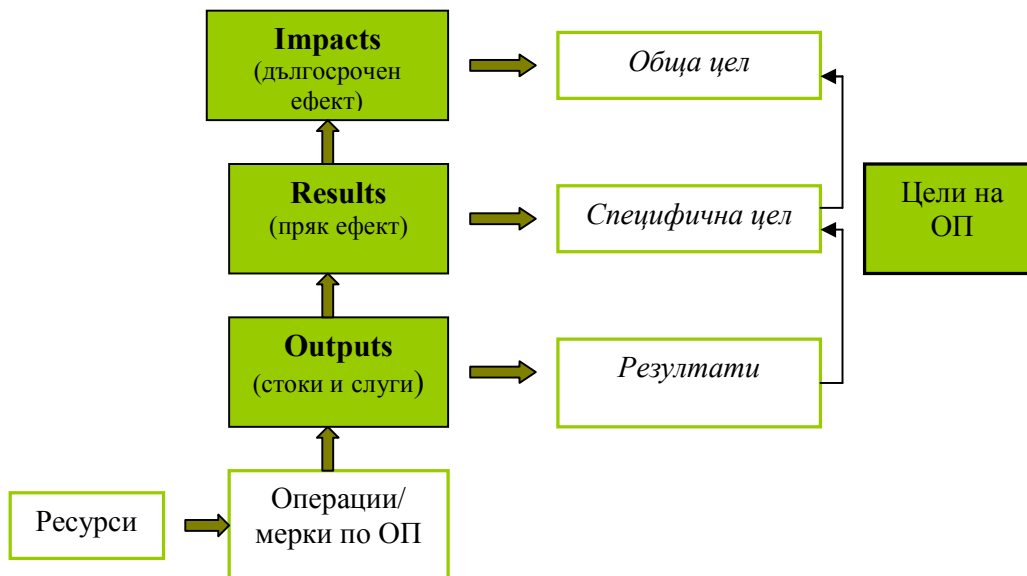 Impacts
(дългосрочен
ефект)
Обща цел
Results
(пряк ефект)
Специфична цел
Цели на
ОП
Outputs
(стоки и слуги)
Резултати
Ресурси
Операции/
мерки по ОП